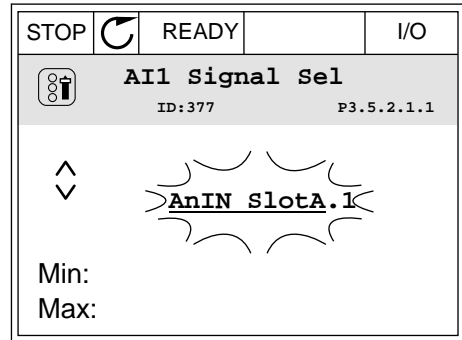 STOP READY I/O
AI1 Signal Sel
ID:377 P3.5.2.1.1
AnIN SlotA.1
Min:
Max: